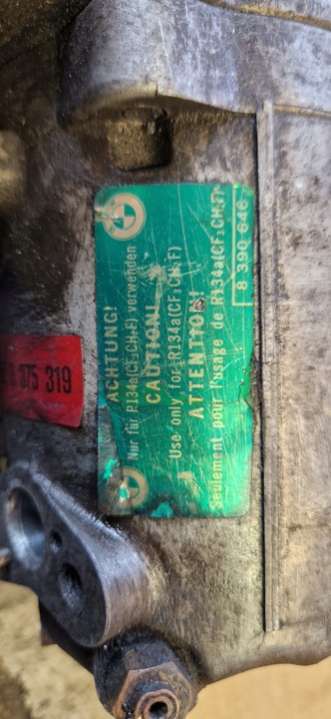 ACHTUNG!
Nur für R134a(CF₃CH₂F) verwenden
CAUTION!
Use only for R134a(CF₃CH₂F)
ATTENTION!
Seulement pour l'usage de R134a(CF₃CH₂F)
8 390 646
375 319